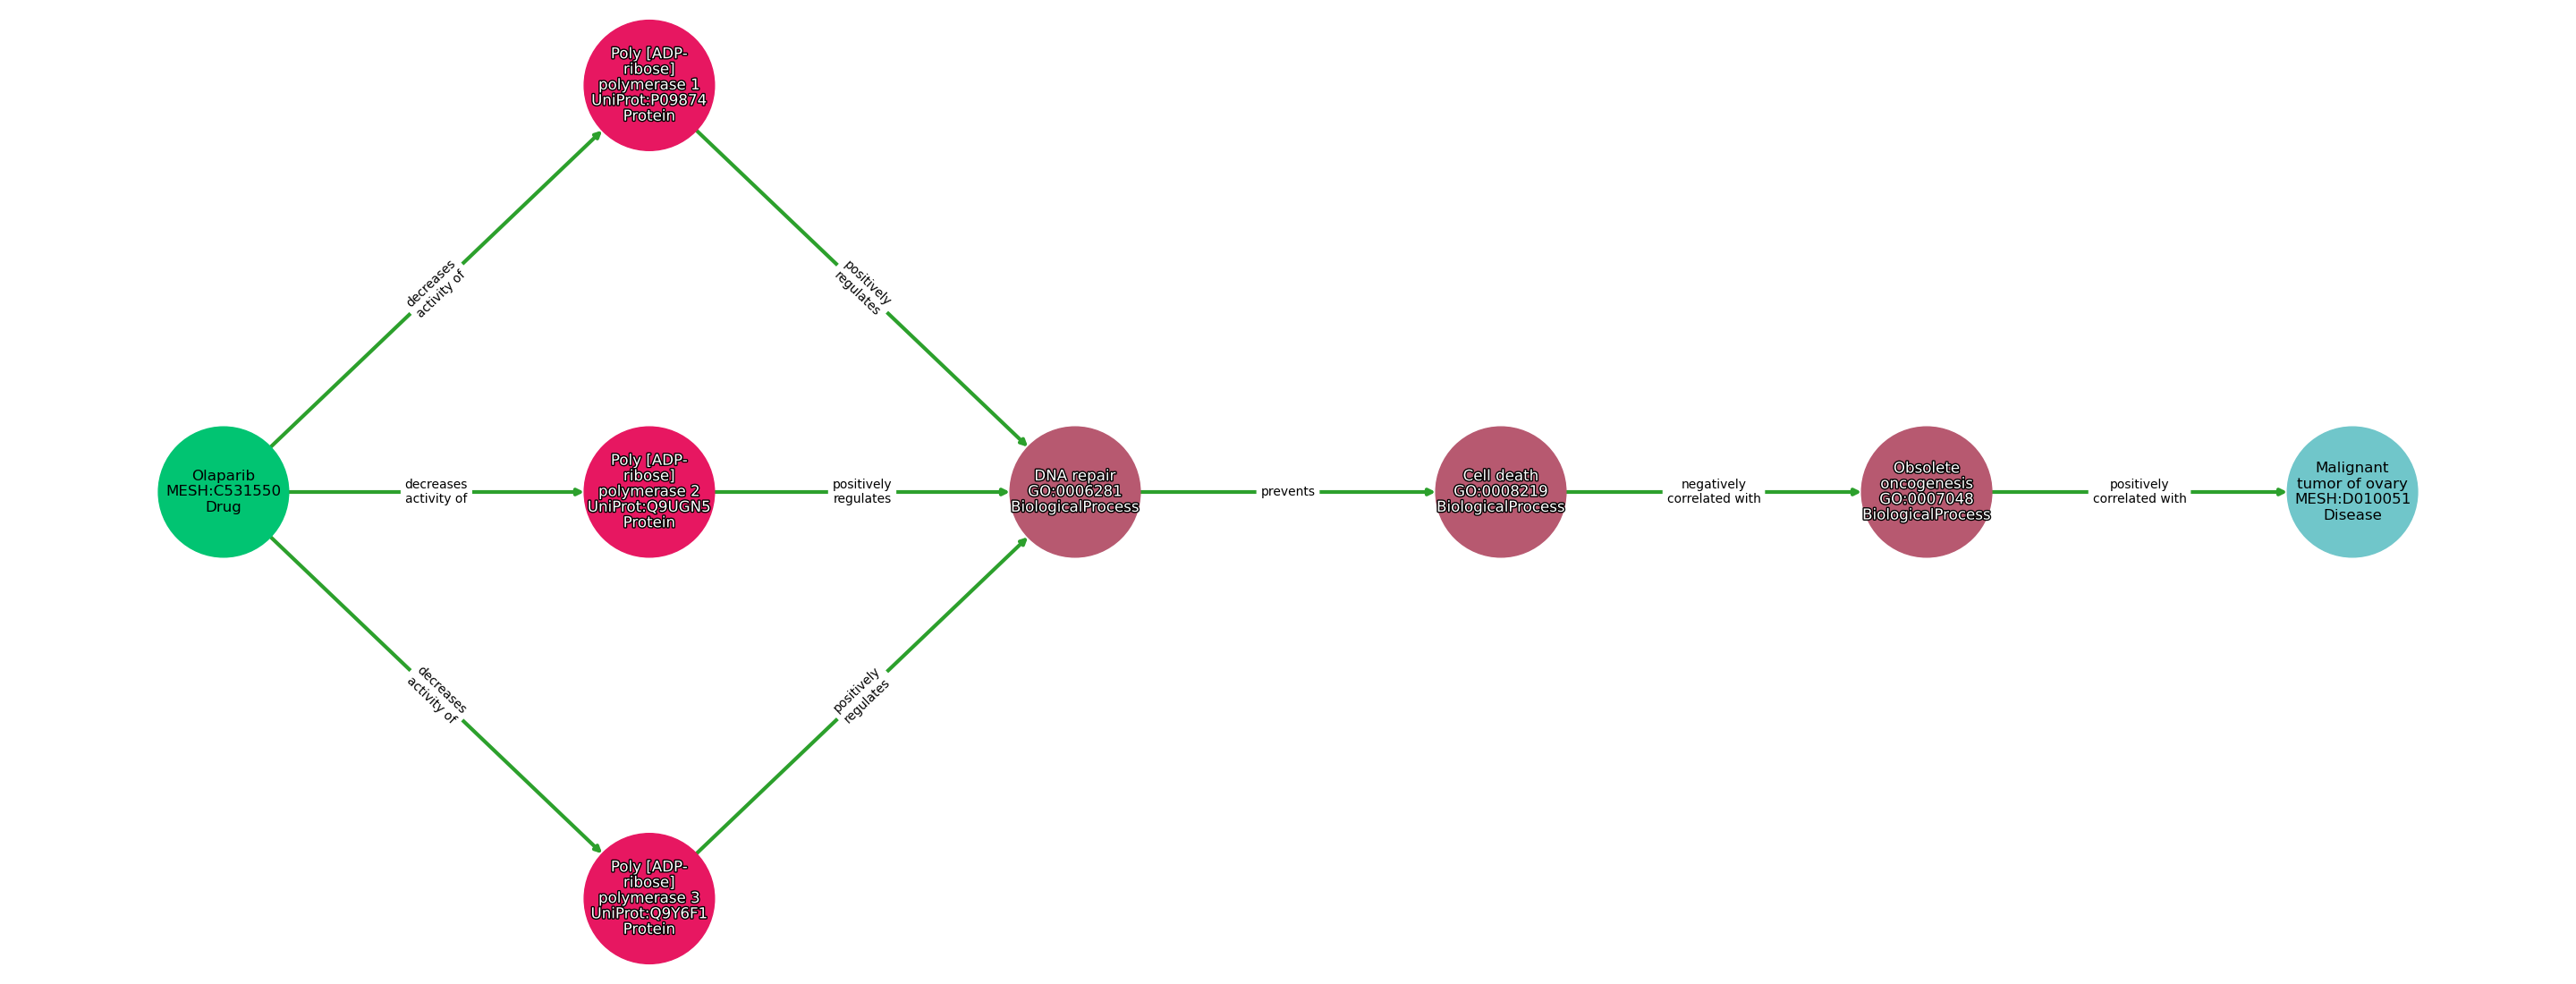 Poly [ADP-
ribose]
polymerase 1
UniProt:P09874
Protein
decreases
activity of
positively
regulates
Olaparib
MESH:C531550
Drug
decreases
activity of
Poly [ADP-
ribose]
polymerase 2
UniProt:Q9UGN5
Protein
positively
regulates
DNA repair
GO:0006281
BiologicalProcess
prevents
Cell death
GO:0008219
BiologicalProcess
negatively
correlated with
Obsolete
oncogenesis
GO:0007048
BiologicalProcess
positively
correlated with
Malignant
tumor of ovary
MESH:D010051
Disease
decreases
activity of
positively
regulates
Poly [ADP-
ribose]
polymerase 3
UniProt:Q9Y6F1
Protein